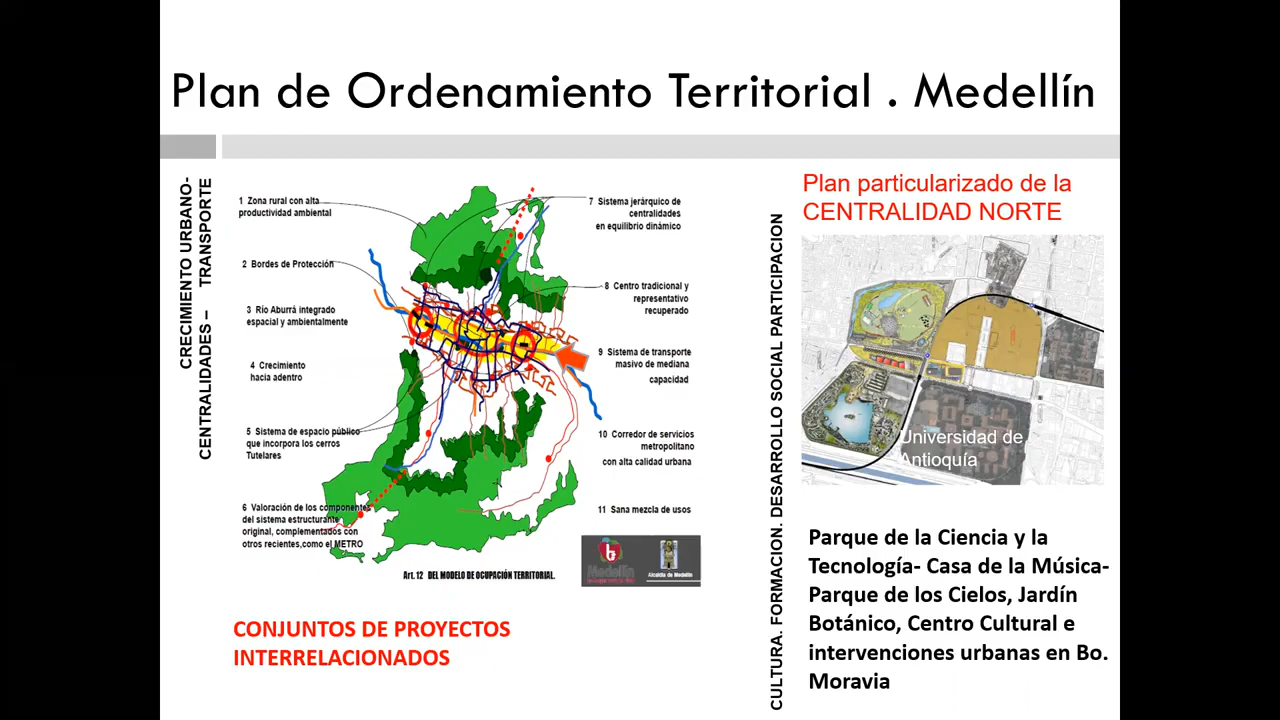 Plan de Ordenamiento Territorial . Medellín
CRECIMIENTO URBANO-
CENTRALIDADES – TRANSPORTE
1 Zona rural con alta
productividad ambiental
2 Bordes de Protección
3 Río Aburrá integrado
espacial y ambientalmente
4 Crecimiento
hacia adentro
5 Sistema de espacio público
que incorpora los cerros
Tutelares
6 Valoración de los componentes
del sistema estructurante
original, complementados con
otros recientes,como el METRO
7 Sistema jerárquico de
centralidades
en equilibrio dinámico
8 Centro tradicional y
representativo
recuperado
9 Sistema de transporte
masivo de mediana
capacidad
10 Corredor de servicios
metropolitano
con alta calidad urbana
11 Sana mezcla de usos
Art. 12 DEL MODELO DE OCUPACIÓN TERRITORIAL.
Medellín
Alcaldía de Medellín
CONJUNTOS DE PROYECTOS
INTERRELACIONADOS
CULTURA. FORMACION. DESARROLLO SOCIAL PARTICIPACION
Plan particularizado de la
CENTRALIDAD NORTE
Universidad de
Antioquía
Parque de la Ciencia y la
Tecnología- Casa de la Música-
Parque de los Cielos, Jardín
Botánico, Centro Cultural e
intervenciones urbanas en Bo.
Moravia